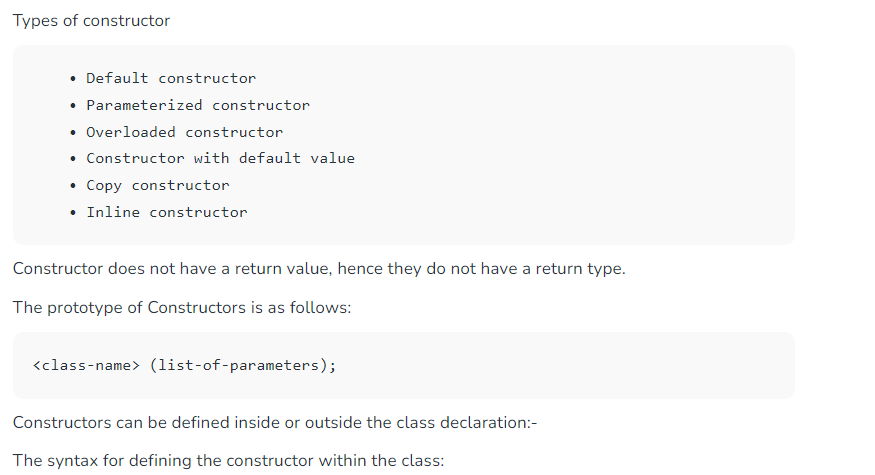 Types of constructor
• Default constructor
• Parameterized constructor
• Overloaded constructor
• Constructor with default value
• Copy constructor
• Inline constructor
Constructor does not have a return value, hence they do not have a return type.
The prototype of Constructors is as follows:
<class-name> (list-of-parameters);
Constructors can be defined inside or outside the class declaration:-
The syntax for defining the constructor within the class: